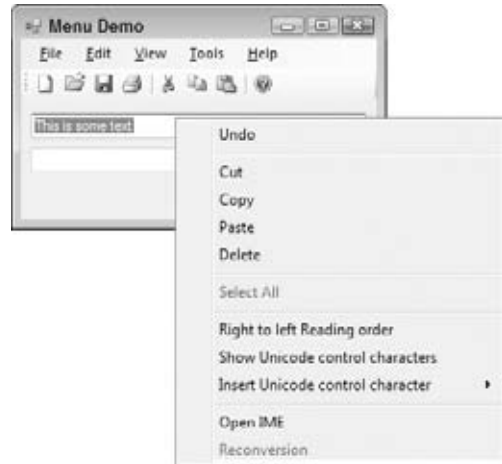 Menu Demo
File Edit View Tools Help
This is some text
Undo
Cut
Copy
Paste
Delete
Select All
Right to left Reading order
Show Unicode control characters
Insert Unicode control character
Open IME
Reconversion